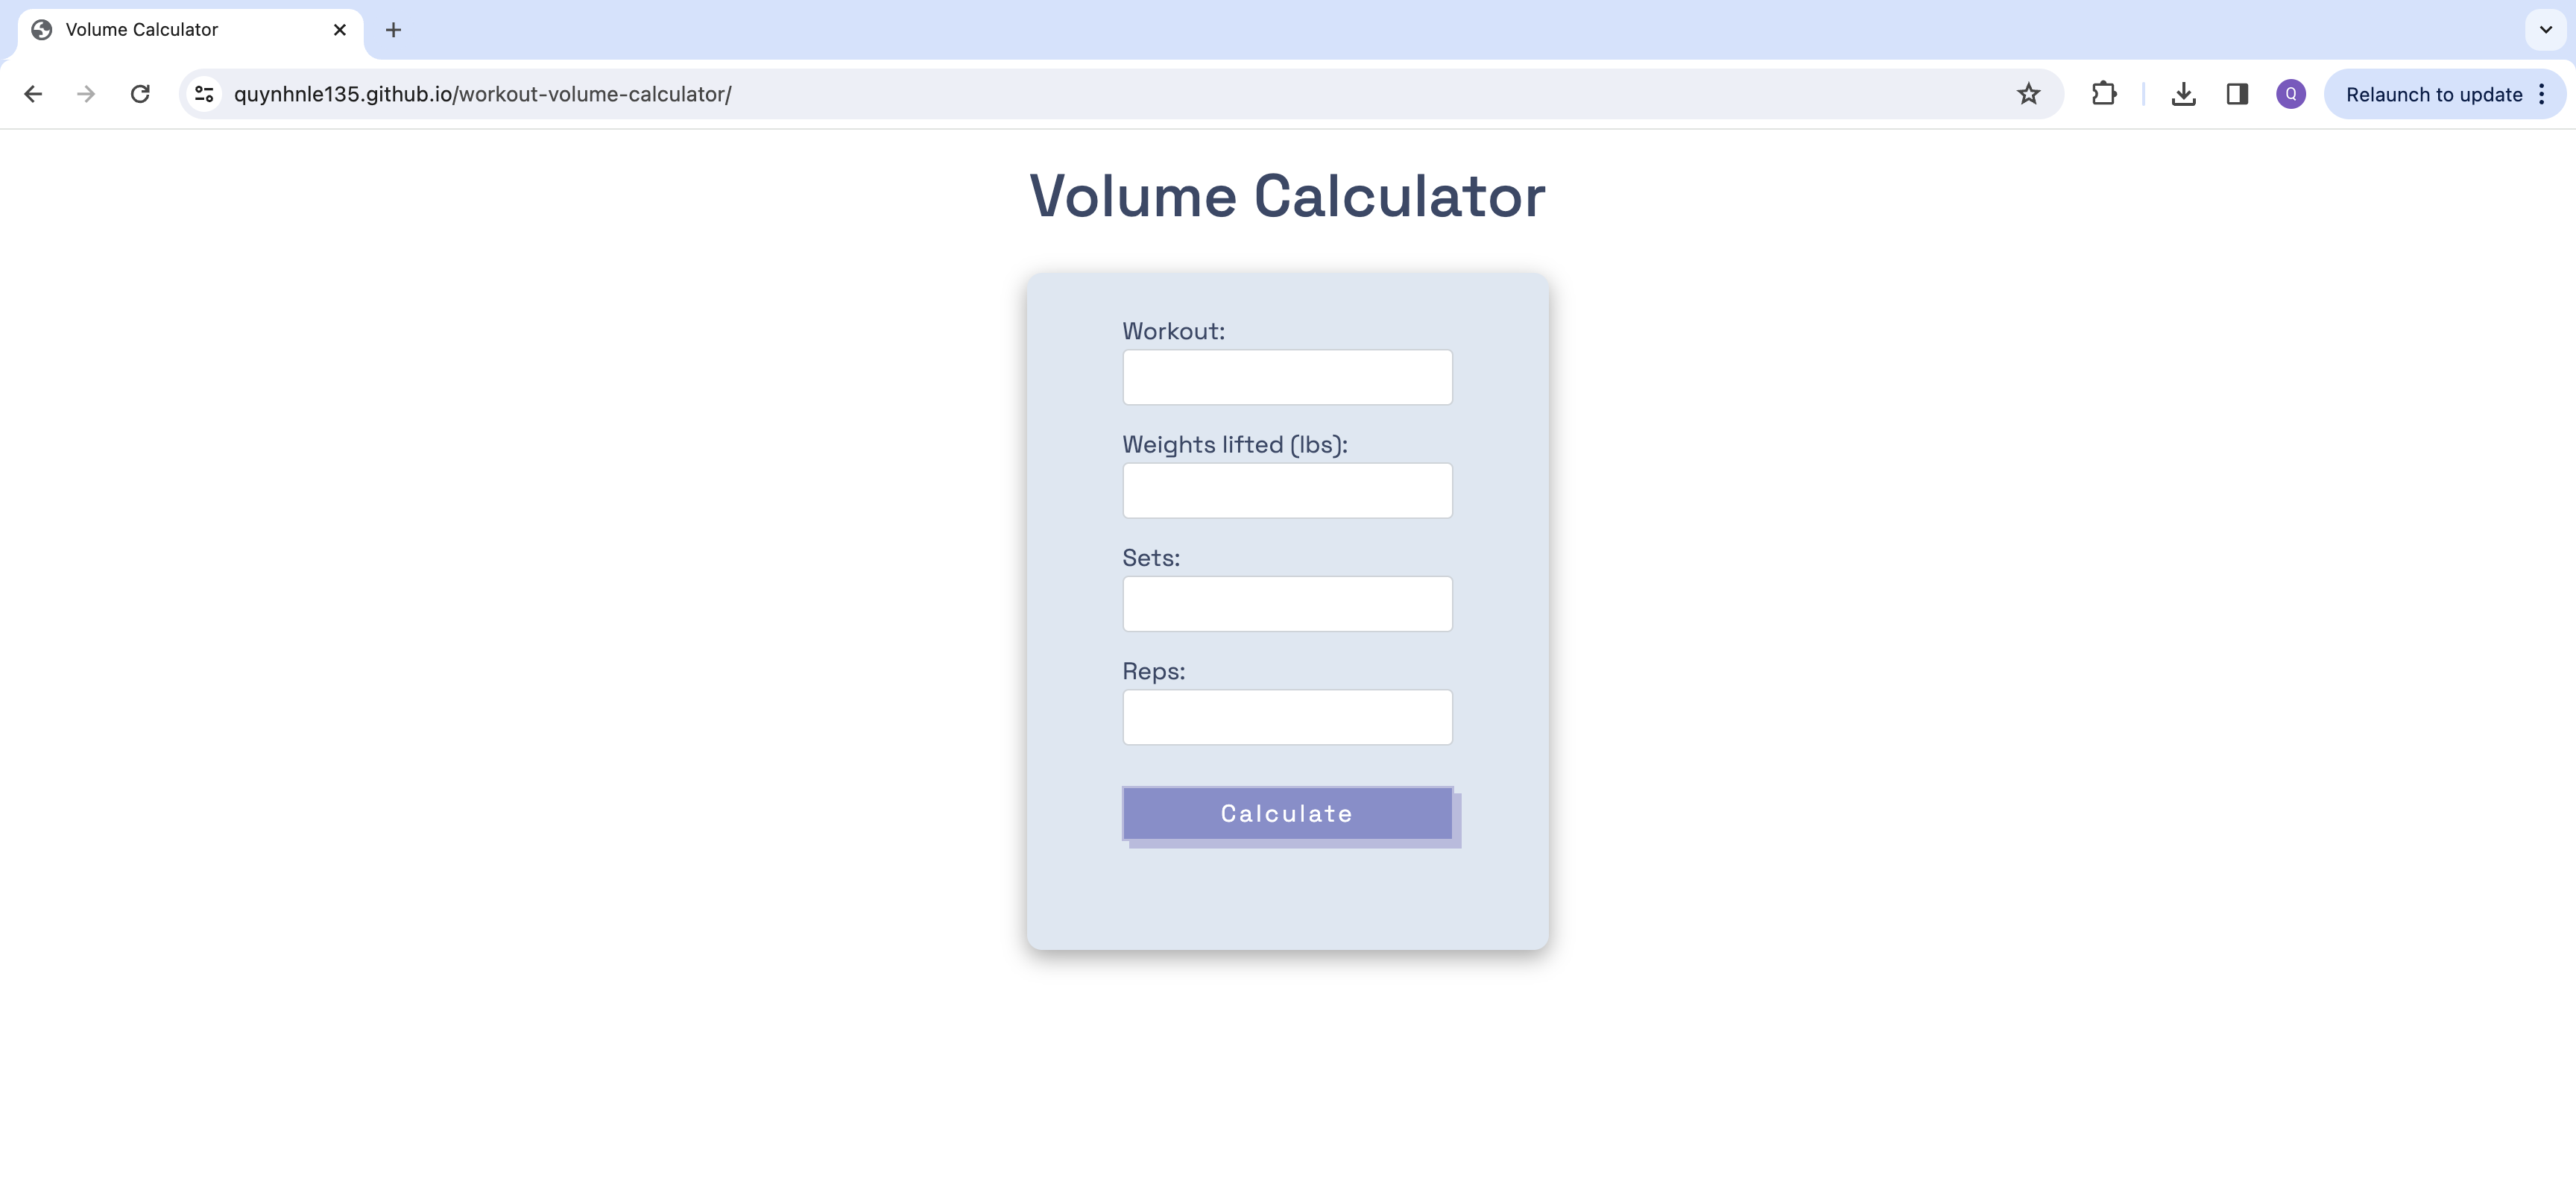 Volume Calculator
quynhnle135.github.io/workout-volume-calculator/
Q
Relaunch to update
Volume Calculator
Workout:
Weights lifted (lbs):
Sets:
Reps:
Calculate